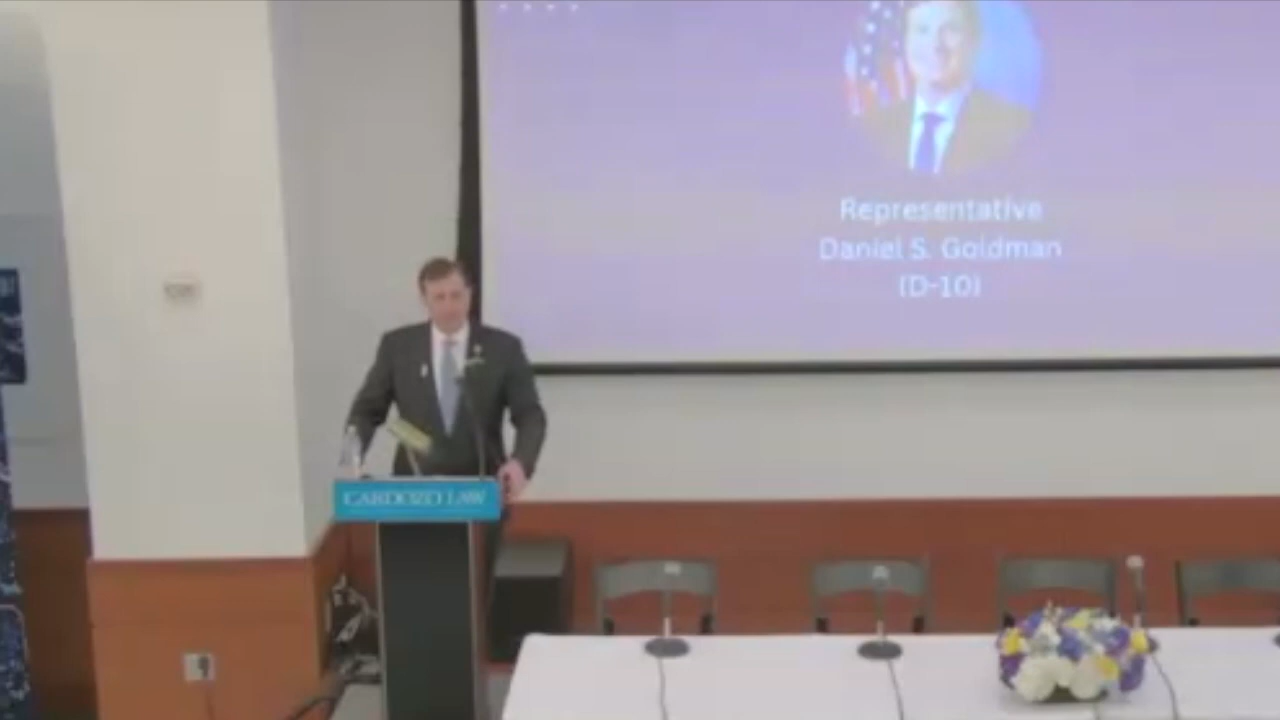 Representative
Daniel S. Goldman
(D-10)
CARDOZO LAW